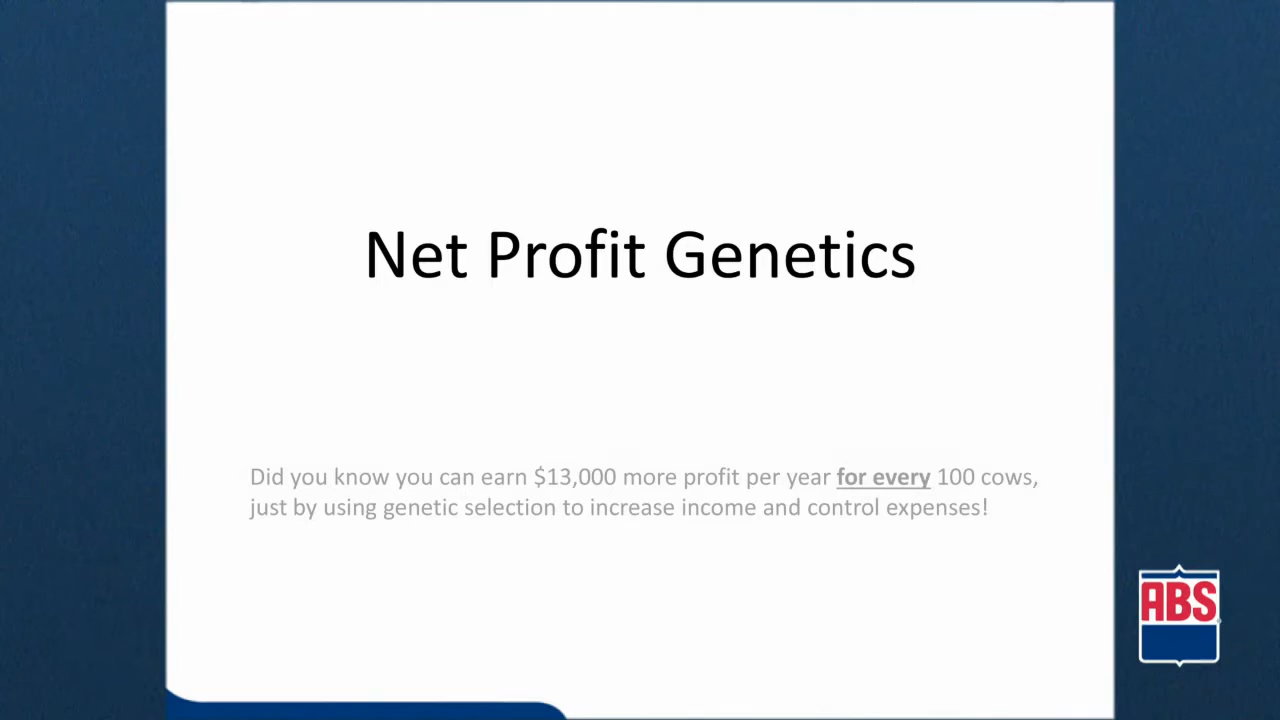 Net Profit Genetics
Did you know you can earn $13,000 more profit per year for every 100 cows,
just by using genetic selection to increase income and control expenses!
ABS